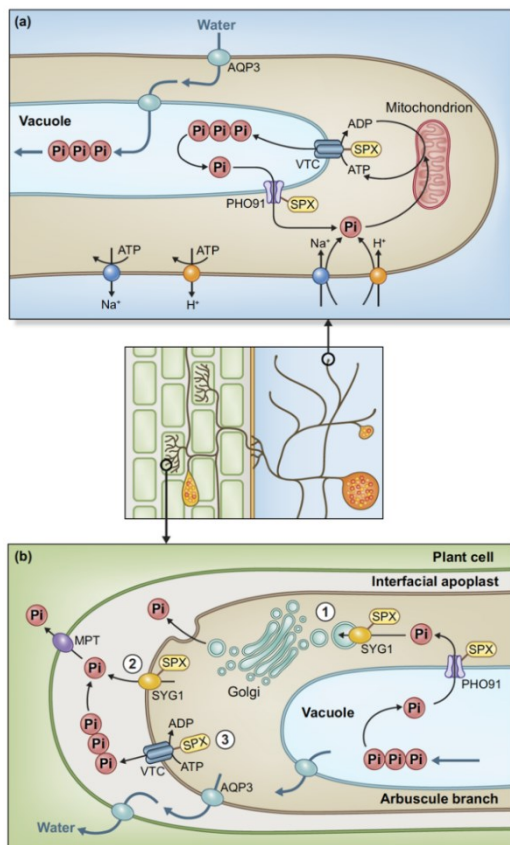 (a)
Water
AQP3
Vacuole
Pi Pi Pi
Pi Pi Pi
Pi
VTC
SPX
ADP
ATP
Mitochondrion
PHO91
SPX
Pi
ATP
Na⁺
ATP
H⁺
Na⁺
H⁺
(b)
Plant cell
Interfacial apoplast
Pi
MPT
Pi
Pi
Pi
Pi
Pi
Pi
2
SPX
SYG1
Golgi
1
SPX
SYG1
Pi
SPX
PHO91
Vacuole
Pi
Pi Pi Pi
ADP
SPX
3
VTC
ATP
AQP3
Water
Arbuscule branch